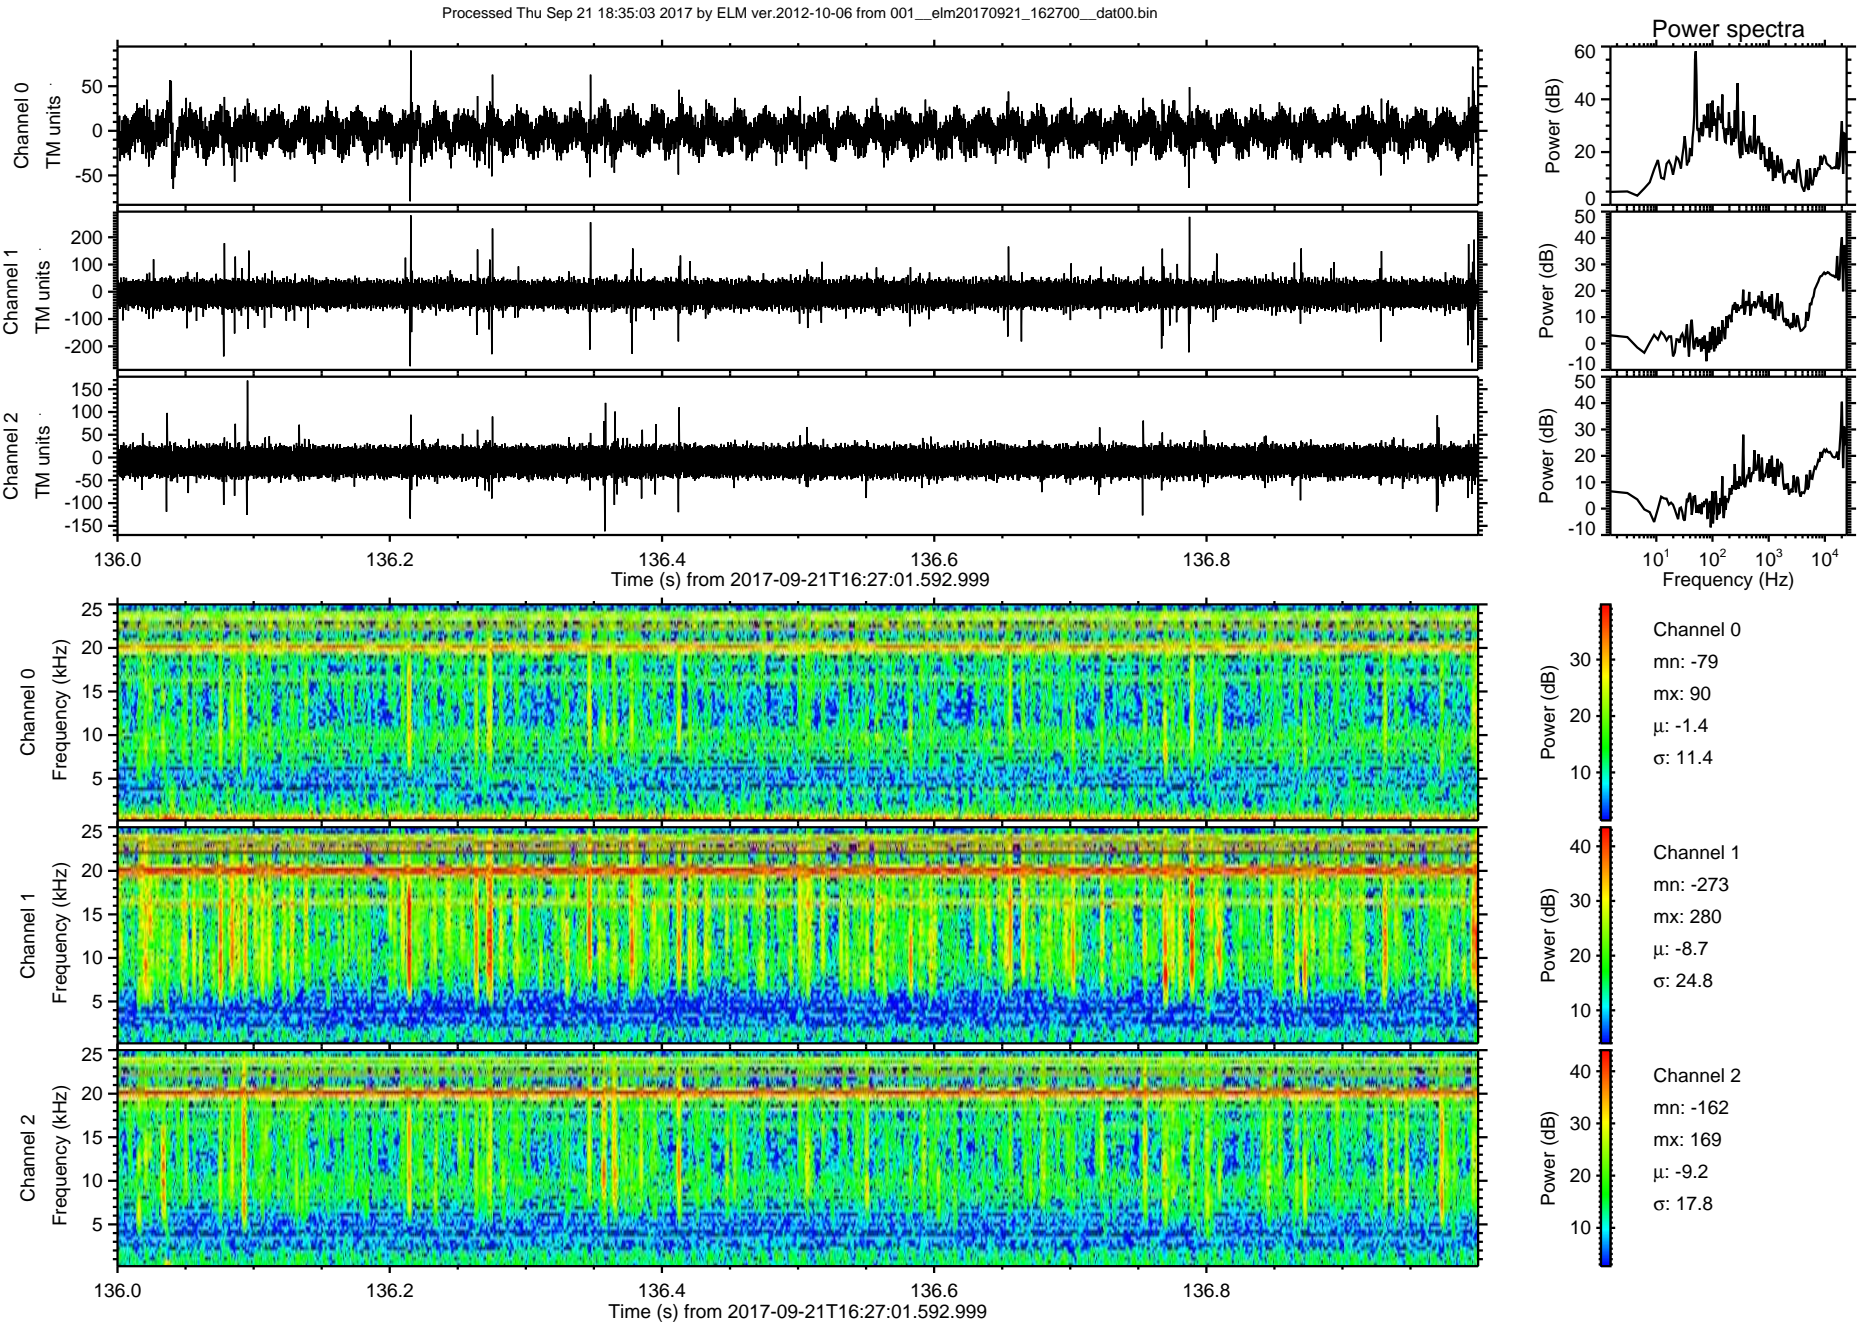 Processed Thu Sep 21 18:35:03 2017 by ELM ver.2012-10-06 from 001__elm20170921_162700__dat00.bin
Power spectra
Channel 0
TM units
50
0
-50
Power (dB)
60
40
20
0
Channel 1
TM units
200
100
0
-100
-200
Power (dB)
50
40
30
20
10
0
-10
Channel 2
TM units
150
100
50
0
-50
-100
-150
Power (dB)
50
40
30
20
10
0
-10
136.0 136.2 136.4 136.6 136.8
Time (s) from 2017-09-21T16:27:01.592.999
10^1 10^2 10^3 10^4
Frequency (Hz)
Channel 0
Frequency (kHz)
25
20
15
10
5
Power (dB)
30
20
10
Channel 0
mn: -79
mx: 90
μ: -1.4
σ: 11.4
Channel 1
Frequency (kHz)
25
20
15
10
5
Power (dB)
40
30
20
10
Channel 1
mn: -273
mx: 280
μ: -8.7
σ: 24.8
Channel 2
Frequency (kHz)
25
20
15
10
5
Power (dB)
40
30
20
10
Channel 2
mn: -162
mx: 169
μ: -9.2
σ: 17.8
136.0 136.2 136.4 136.6 136.8
Time (s) from 2017-09-21T16:27:01.592.999